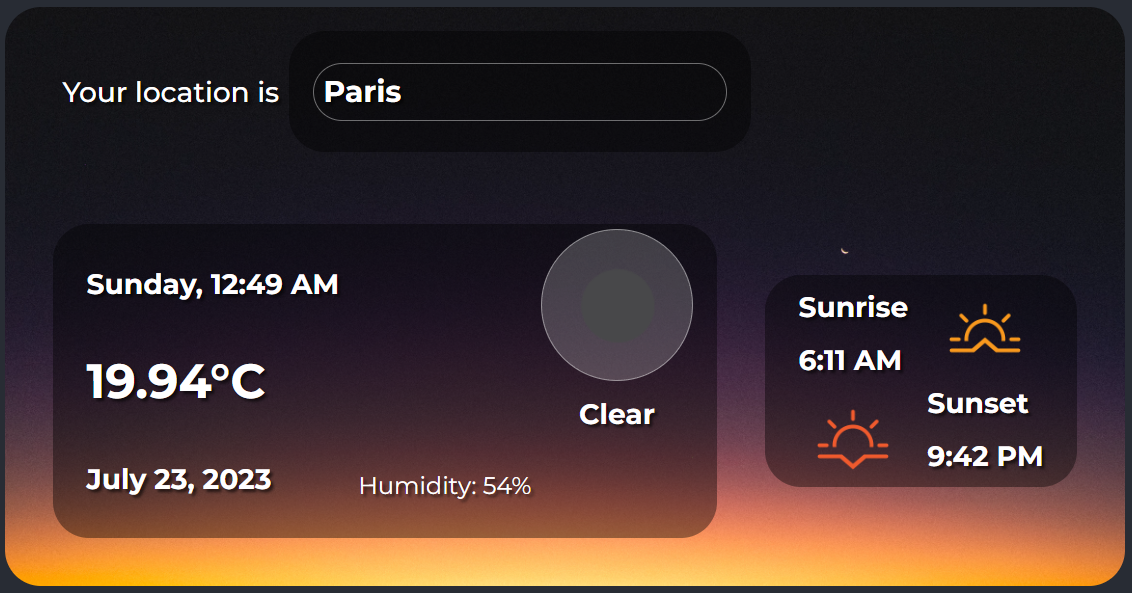 Your location is Paris
Sunday, 12:49 AM
19.94°C
Clear
July 23, 2023
Humidity: 54%
Sunrise
6:11 AM
Sunset
9:42 PM